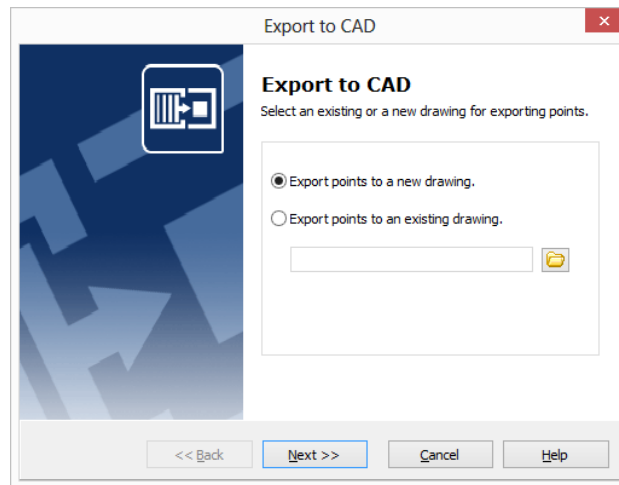 Export to CAD
Export to CAD
Select an existing or a new drawing for exporting points.
Export points to a new drawing.
Export points to an existing drawing.
<< Back
Next >>
Cancel
Help